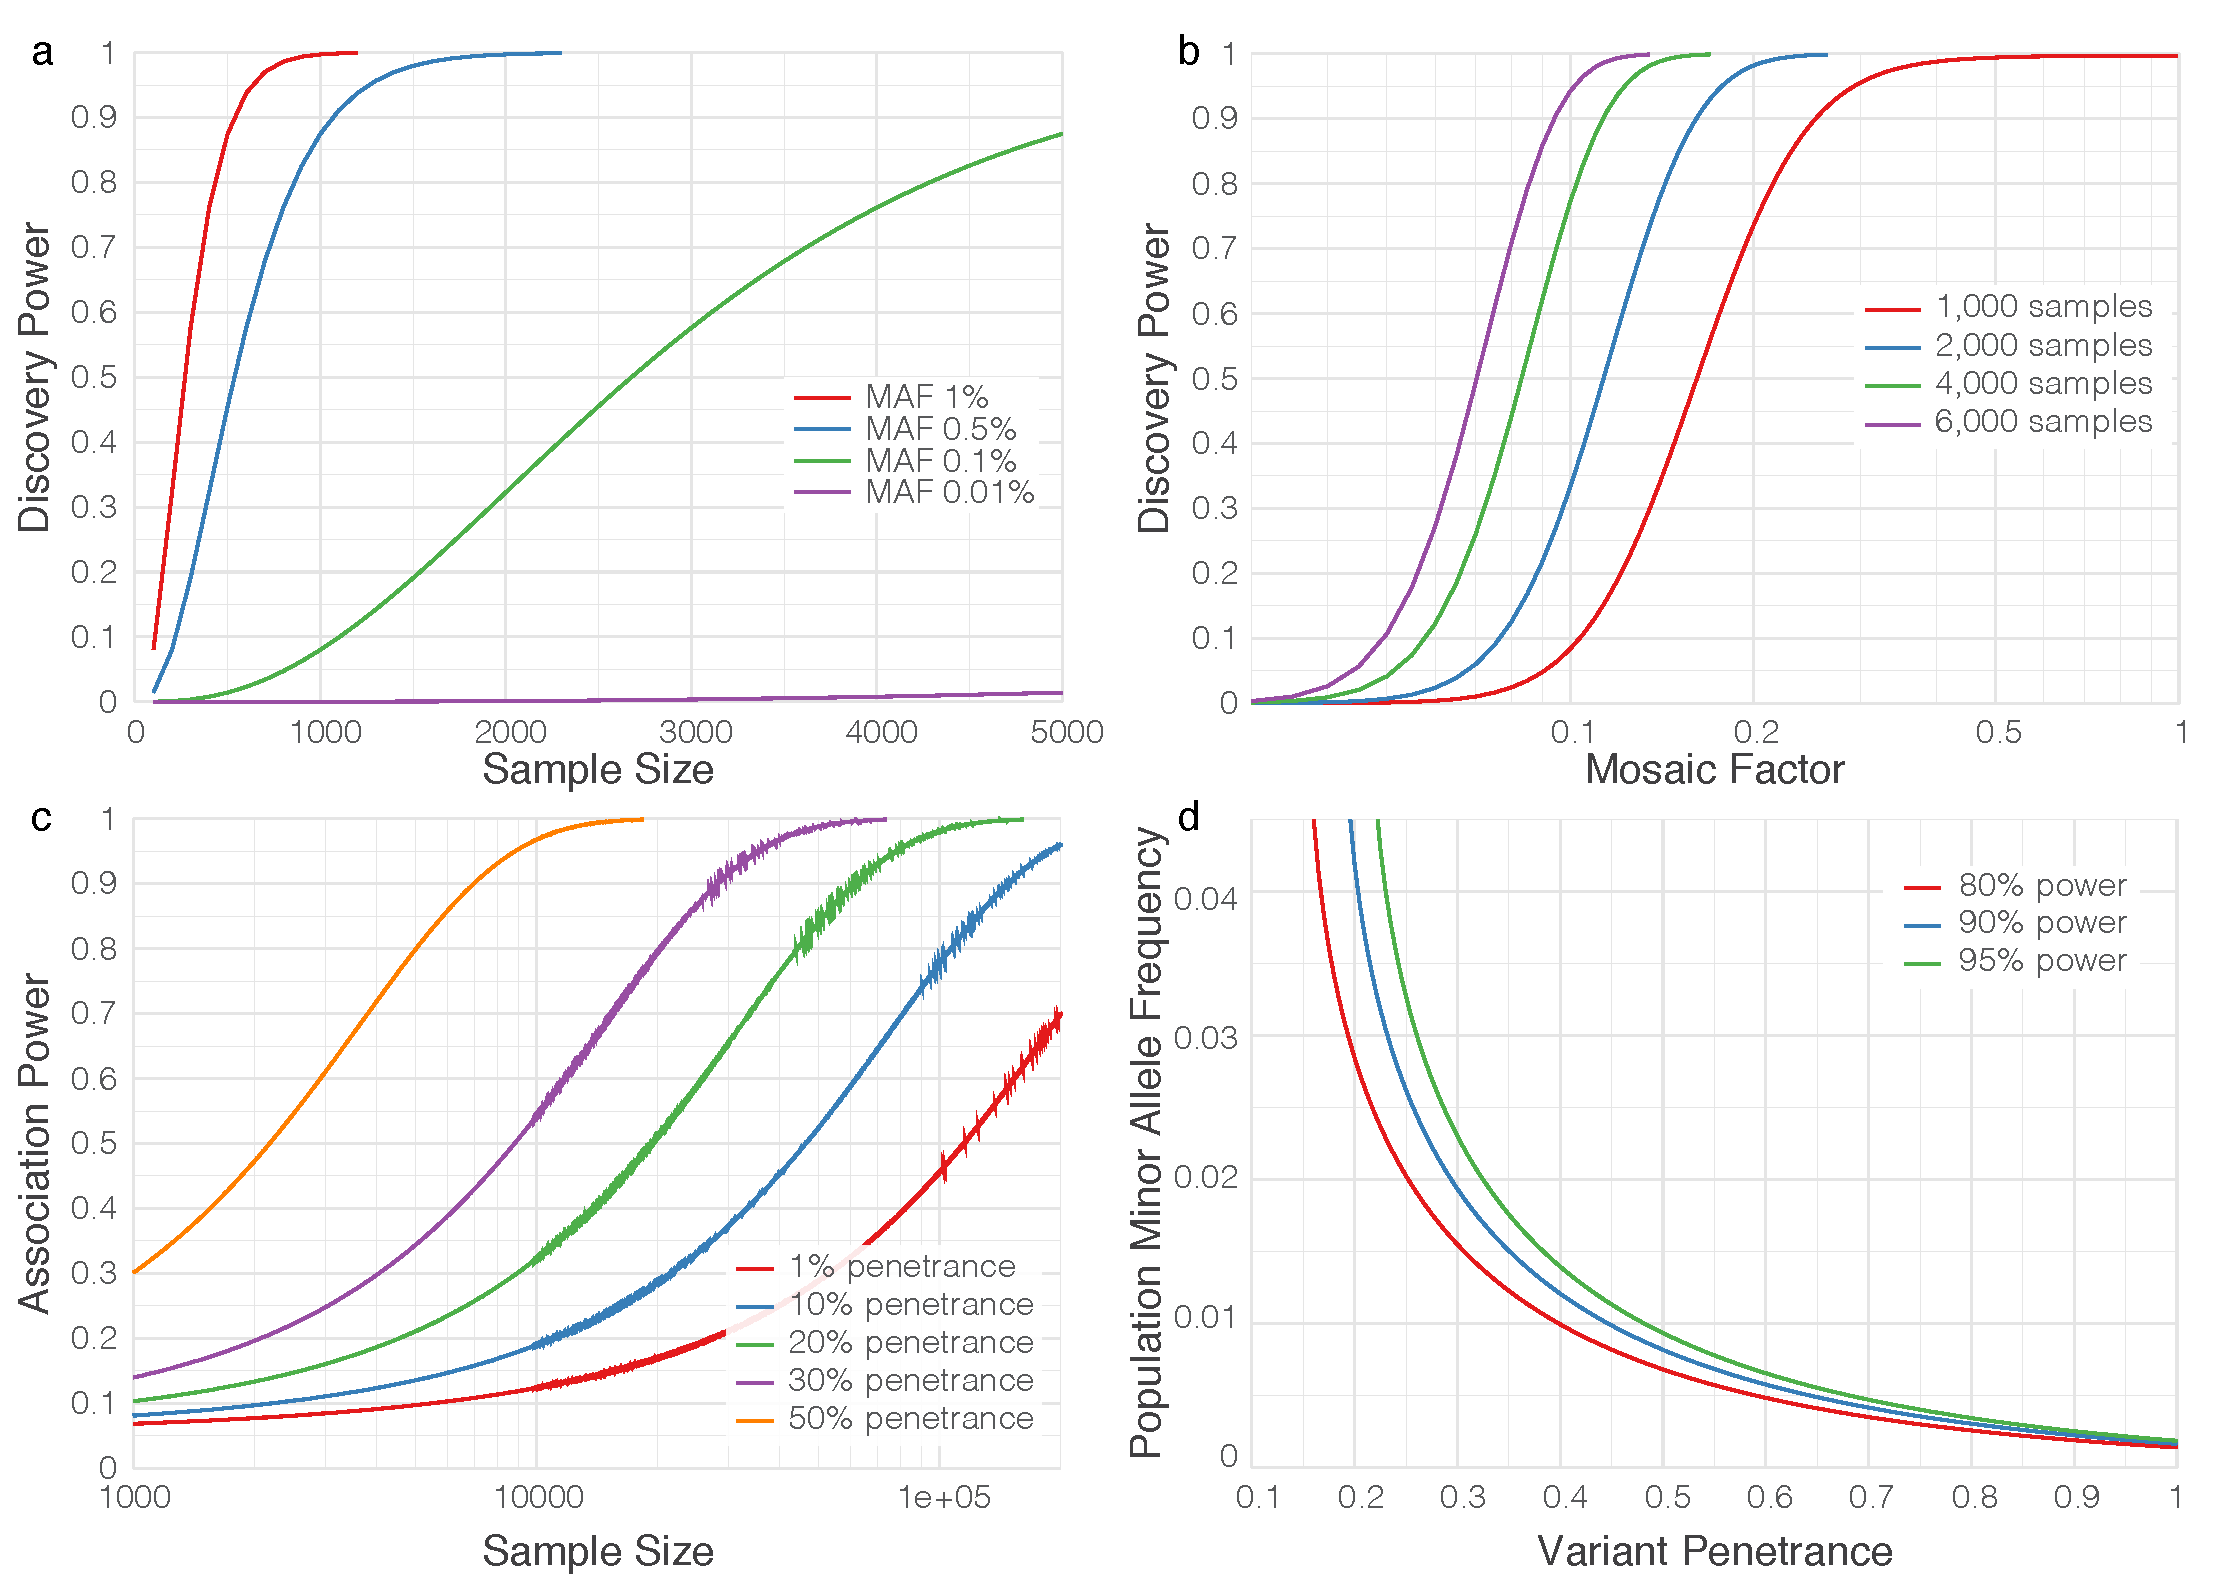 a
1
0.9
0.8
0.7
0.6
0.5
0.4
0.3
0.2
0.1
0
Discovery Power
0 1000 2000 3000 4000 5000
Sample Size
MAF 1%
MAF 0.5%
MAF 0.1%
MAF 0.01%
b
1
0.9
0.8
0.7
0.6
0.5
0.4
0.3
0.2
0.1
0
Discovery Power
0.1 0.2 0.5 1
Mosaic Factor
1,000 samples
2,000 samples
4,000 samples
6,000 samples
c
1
0.9
0.8
0.7
0.6
0.5
0.4
0.3
0.2
0.1
0
Association Power
1000 10000 1e+05
Sample Size
1% penetrance
10% penetrance
20% penetrance
30% penetrance
50% penetrance
d
0.04
0.03
0.02
0.01
0
Population Minor Allele Frequency
0.1 0.2 0.3 0.4 0.5 0.6 0.7 0.8 0.9 1
Variant Penetrance
80% power
90% power
95% power